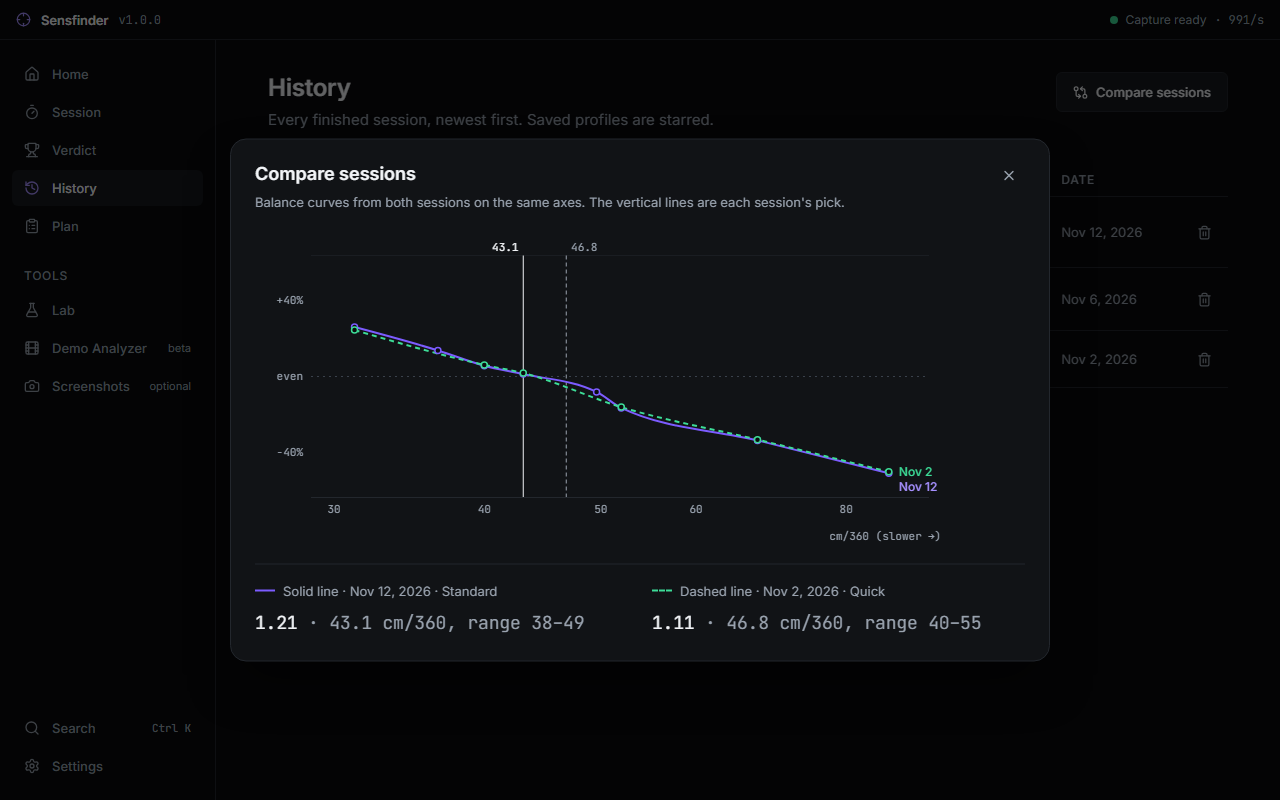 Sensfinder v1.0.0
Capture ready · 991/s
Home
Session
Verdict
History
Plan
TOOLS
Lab
Demo Analyzer beta
Screenshots optional
Search Ctrl K
Settings
History
Every finished session, newest first. Saved profiles are starred.
Compare sessions
DATE
Nov 12, 2026
Nov 6, 2026
Nov 2, 2026
Compare sessions
Balance curves from both sessions on the same axes. The vertical lines are each session's pick.
43.1 46.8
+40%
even
-40%
Nov 2
Nov 12
30 40 50 60 80
cm/360 (slower →)
Solid line · Nov 12, 2026 · Standard
1.21 · 43.1 cm/360, range 38–49
Dashed line · Nov 2, 2026 · Quick
1.11 · 46.8 cm/360, range 40–55